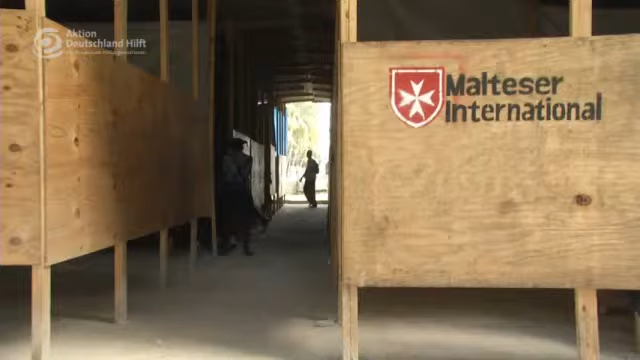 Aktion
Deutschland Hilft
Malteser
International